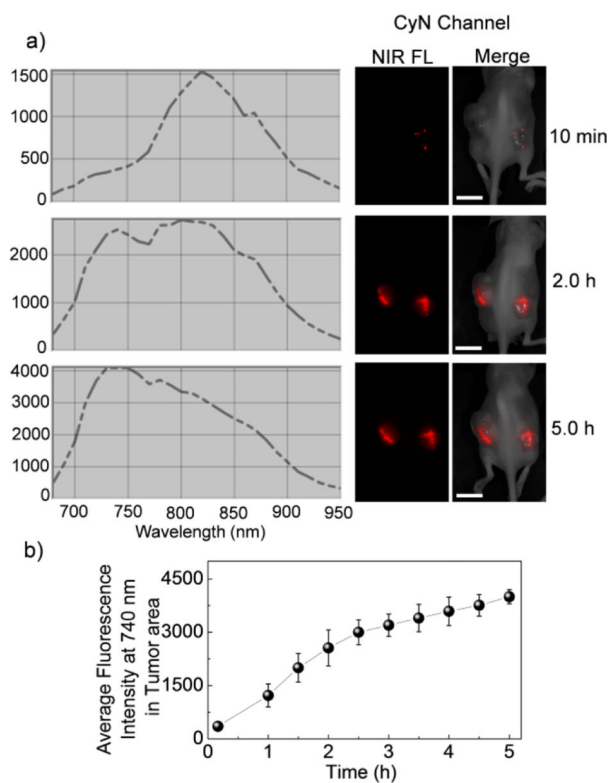 CyN Channel
a)
NIR FL Merge
1500
1000
500
0
10 min
2000
1000
0
2.0 h
4000
3000
2000
1000
0
5.0 h
700 750 800 850 900 950
Wavelength (nm)
b)
Average Fluorescence
Intensity at 740 nm
in Tumor area
4500
3000
1500
0
0 1 2 3 4 5
Time (h)